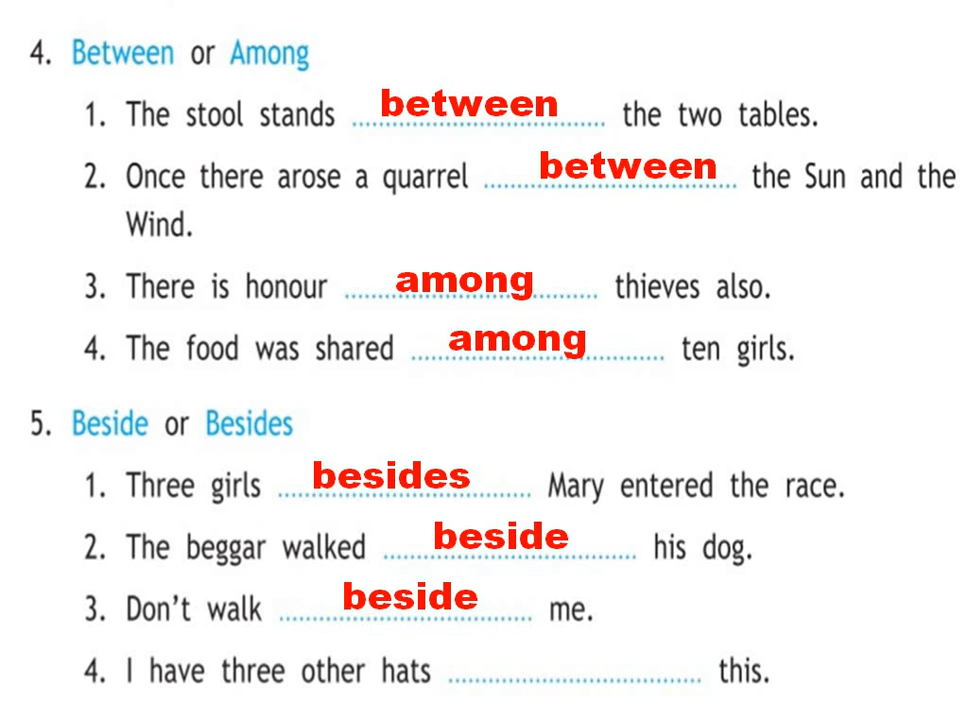 4. Between or Among
1. The stool stands between the two tables.
2. Once there arose a quarrel between the Sun and the
Wind.
3. There is honour among thieves also.
4. The food was shared among ten girls.
5. Beside or Besides
1. Three girls besides Mary entered the race.
2. The beggar walked beside his dog.
3. Don't walk beside me.
4. I have three other hats ...................................... this.